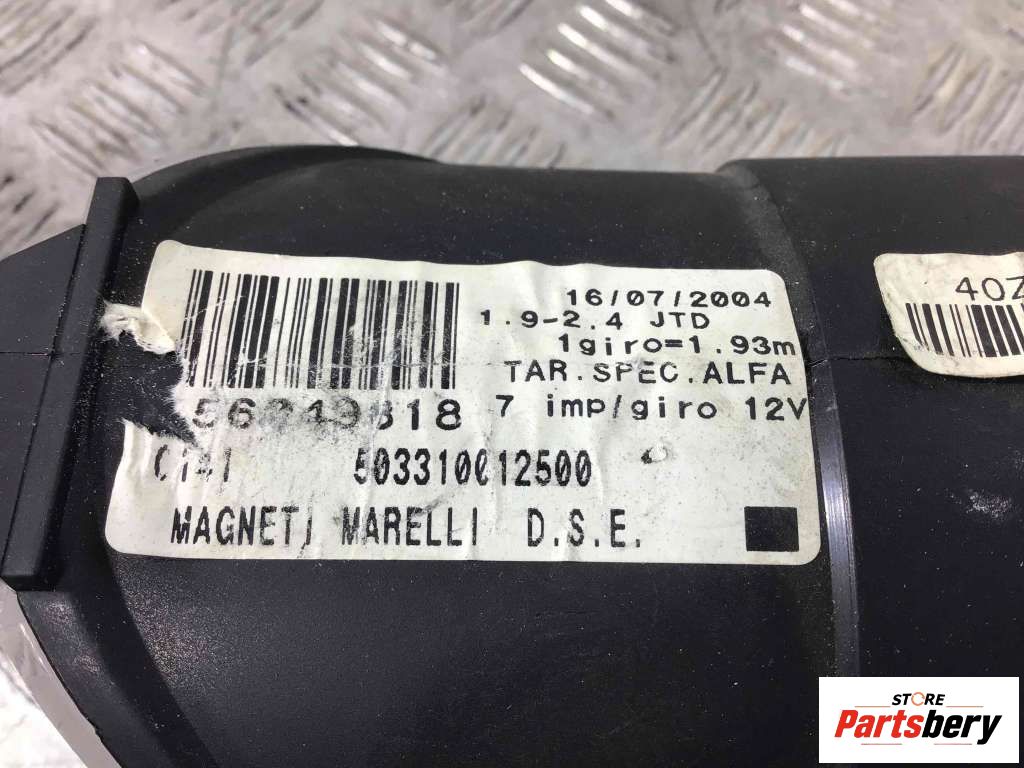 16/07/2004
1.9-2.4 JTD
1giro=1.93m
TAR.SPEC.ALFA
7 imp/giro 12V
503310012500
MAGNETI MARELLI D.S.E.
40Z
STORE
Partsbery